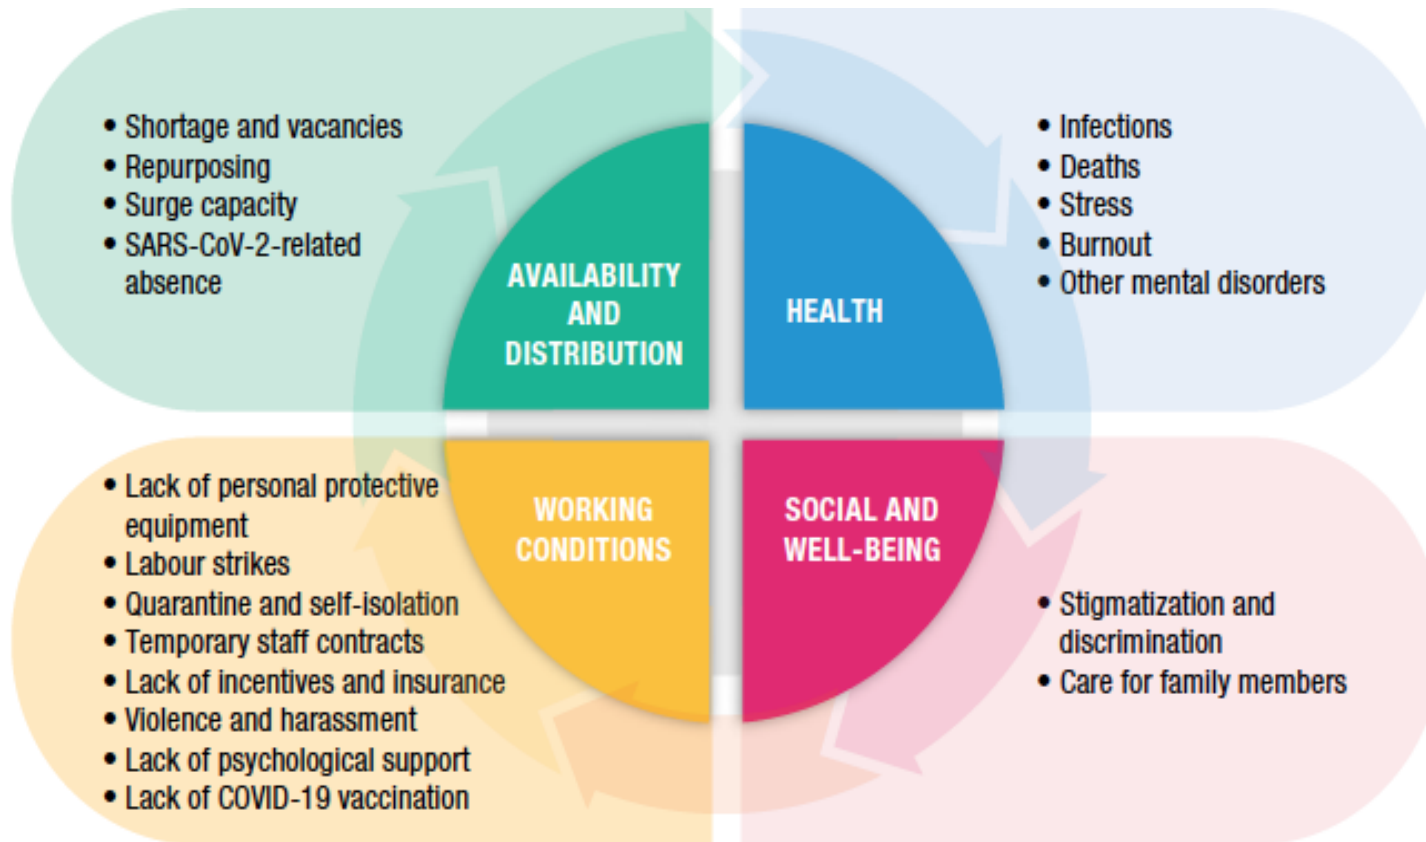 • Shortage and vacancies
• Repurposing
• Surge capacity
• SARS-CoV-2-related
absence
AVAILABILITY
AND
DISTRIBUTION
• Infections
• Deaths
• Stress
• Burnout
• Other mental disorders
HEALTH
• Lack of personal protective
equipment
• Labour strikes
• Quarantine and self-isolation
• Temporary staff contracts
• Lack of incentives and insurance
• Violence and harassment
• Lack of psychological support
• Lack of COVID-19 vaccination
WORKING
CONDITIONS
SOCIAL AND
WELL-BEING
• Stigmatization and
discrimination
• Care for family members